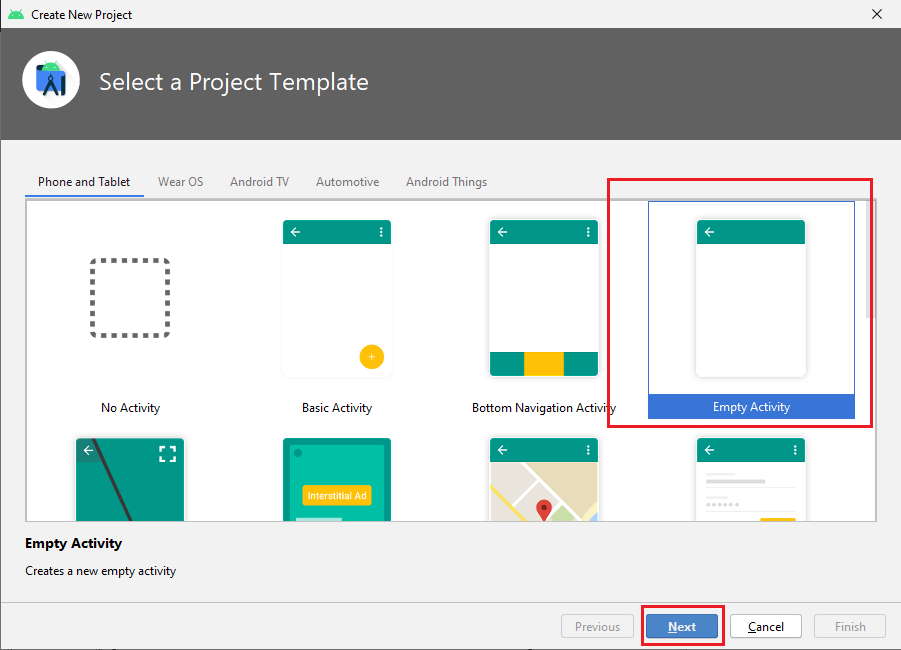 Create New Project
Select a Project Template
Phone and Tablet Wear OS Android TV Automotive Android Things
No Activity Basic Activity Bottom Navigation Activity Empty Activity
Interstitial Ad
Empty Activity
Creates a new empty activity
Previous Next Cancel Finish